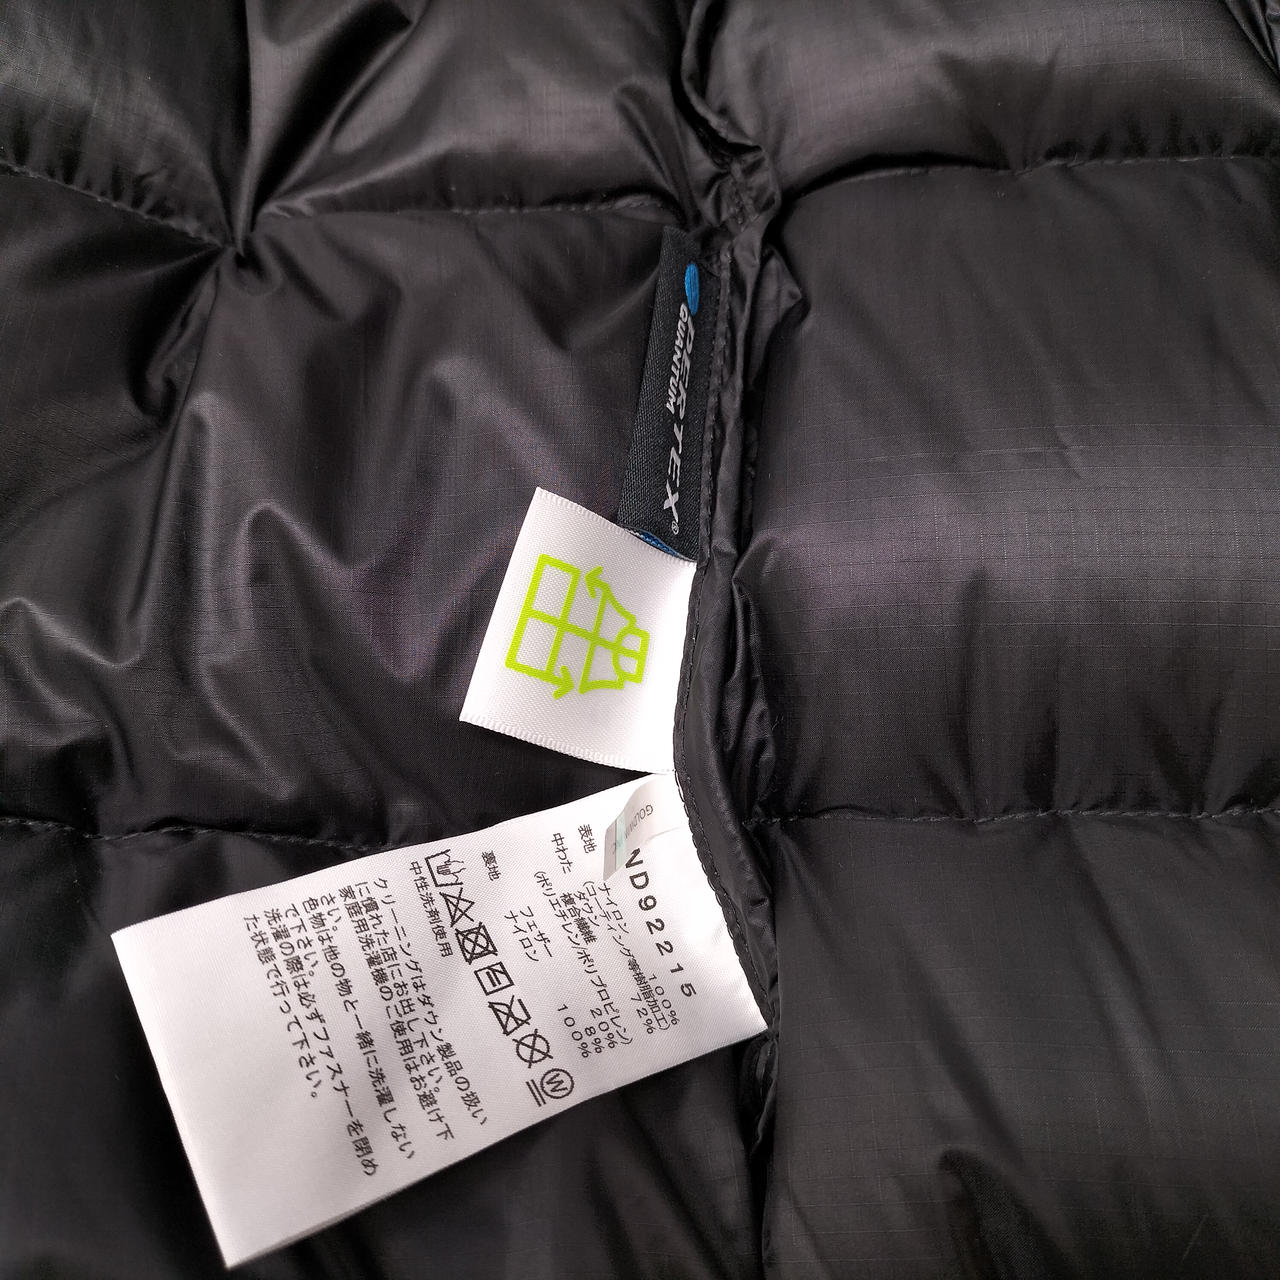 PERTEX®
QUANTUM
GOLDWIN
ND92215
表地
ナイロン 100%
(コーディング等樹脂加工)
中わた
ダウン 72%
複合繊維 20%
(ポリエチレン/ポリプロピレン)
フェザー 8%
裏地
ナイロン 100%
中性洗剤使用
W
クリーニングはダウン製品の扱い
に慣れた店にお出し下さい。
家庭用洗濯機のご使用はお避け下
さい。
色物は他の物と一緒に洗濯しない
で下さい。
洗濯の際は必ずファスナーを閉め
た状態で行って下さい。